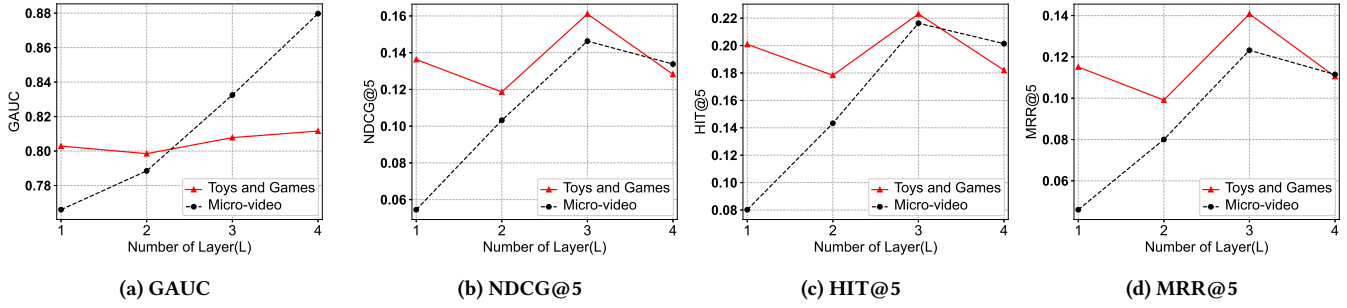 0.88
0.86
0.84
0.82
0.80
0.78
GAUC
Toys and Games
Micro-video
1 2 3 4
Number of Layer(L)
(a) GAUC
0.16
0.14
0.12
0.10
0.08
0.06
NDCG@5
Toys and Games
Micro-video
1 2 3 4
Number of Layer(L)
(b) NDCG@5
0.22
0.20
0.18
0.16
0.14
0.12
0.10
0.08
HIT@5
Toys and Games
Micro-video
1 2 3 4
Number of Layer(L)
(c) HIT@5
0.14
0.12
0.10
0.08
0.06
MRR@5
Toys and Games
Micro-video
1 2 3 4
Number of Layer(L)
(d) MRR@5